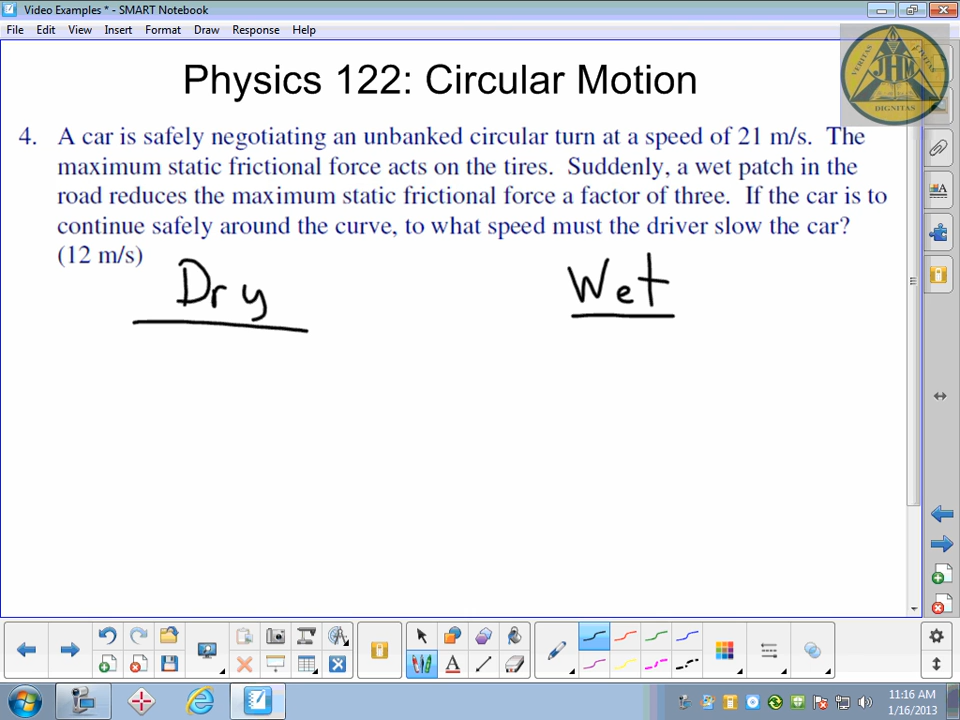 Video Examples * - SMART Notebook
File Edit View Insert Format Draw Response Help
VERITAS JHM DIGNITAS
Physics 122: Circular Motion
4. A car is safely negotiating an unbanked circular turn at a speed of 21 m/s. The
maximum static frictional force acts on the tires. Suddenly, a wet patch in the
road reduces the maximum static frictional force a factor of three. If the car is to
continue safely around the curve, to what speed must the driver slow the car?
(12 m/s)
Dry Wet
11:16 AM
1/16/2013